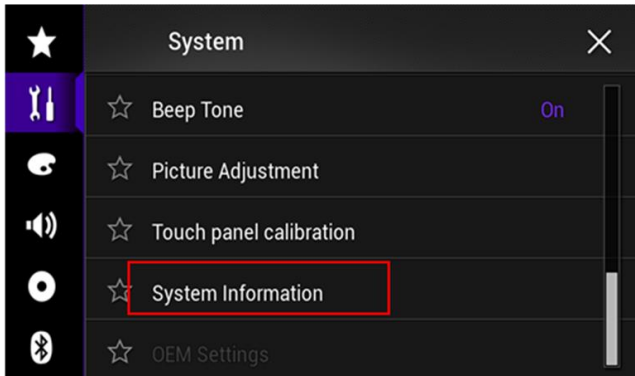 System
Beep Tone On
Picture Adjustment
Touch panel calibration
System Information
OEM Settings